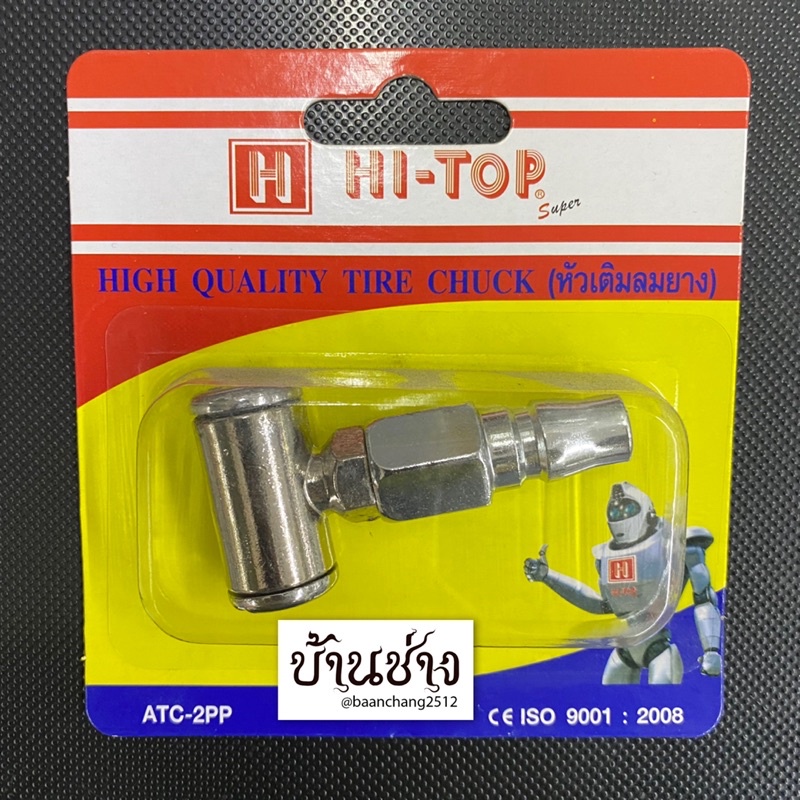 H HI-TOP®
Super
HIGH QUALITY TIRE CHUCK (หัวเติมลมยาง)
H
บ้านช่าง
@baanchang2512
ATC-2PP
CE ISO 9001 : 2008